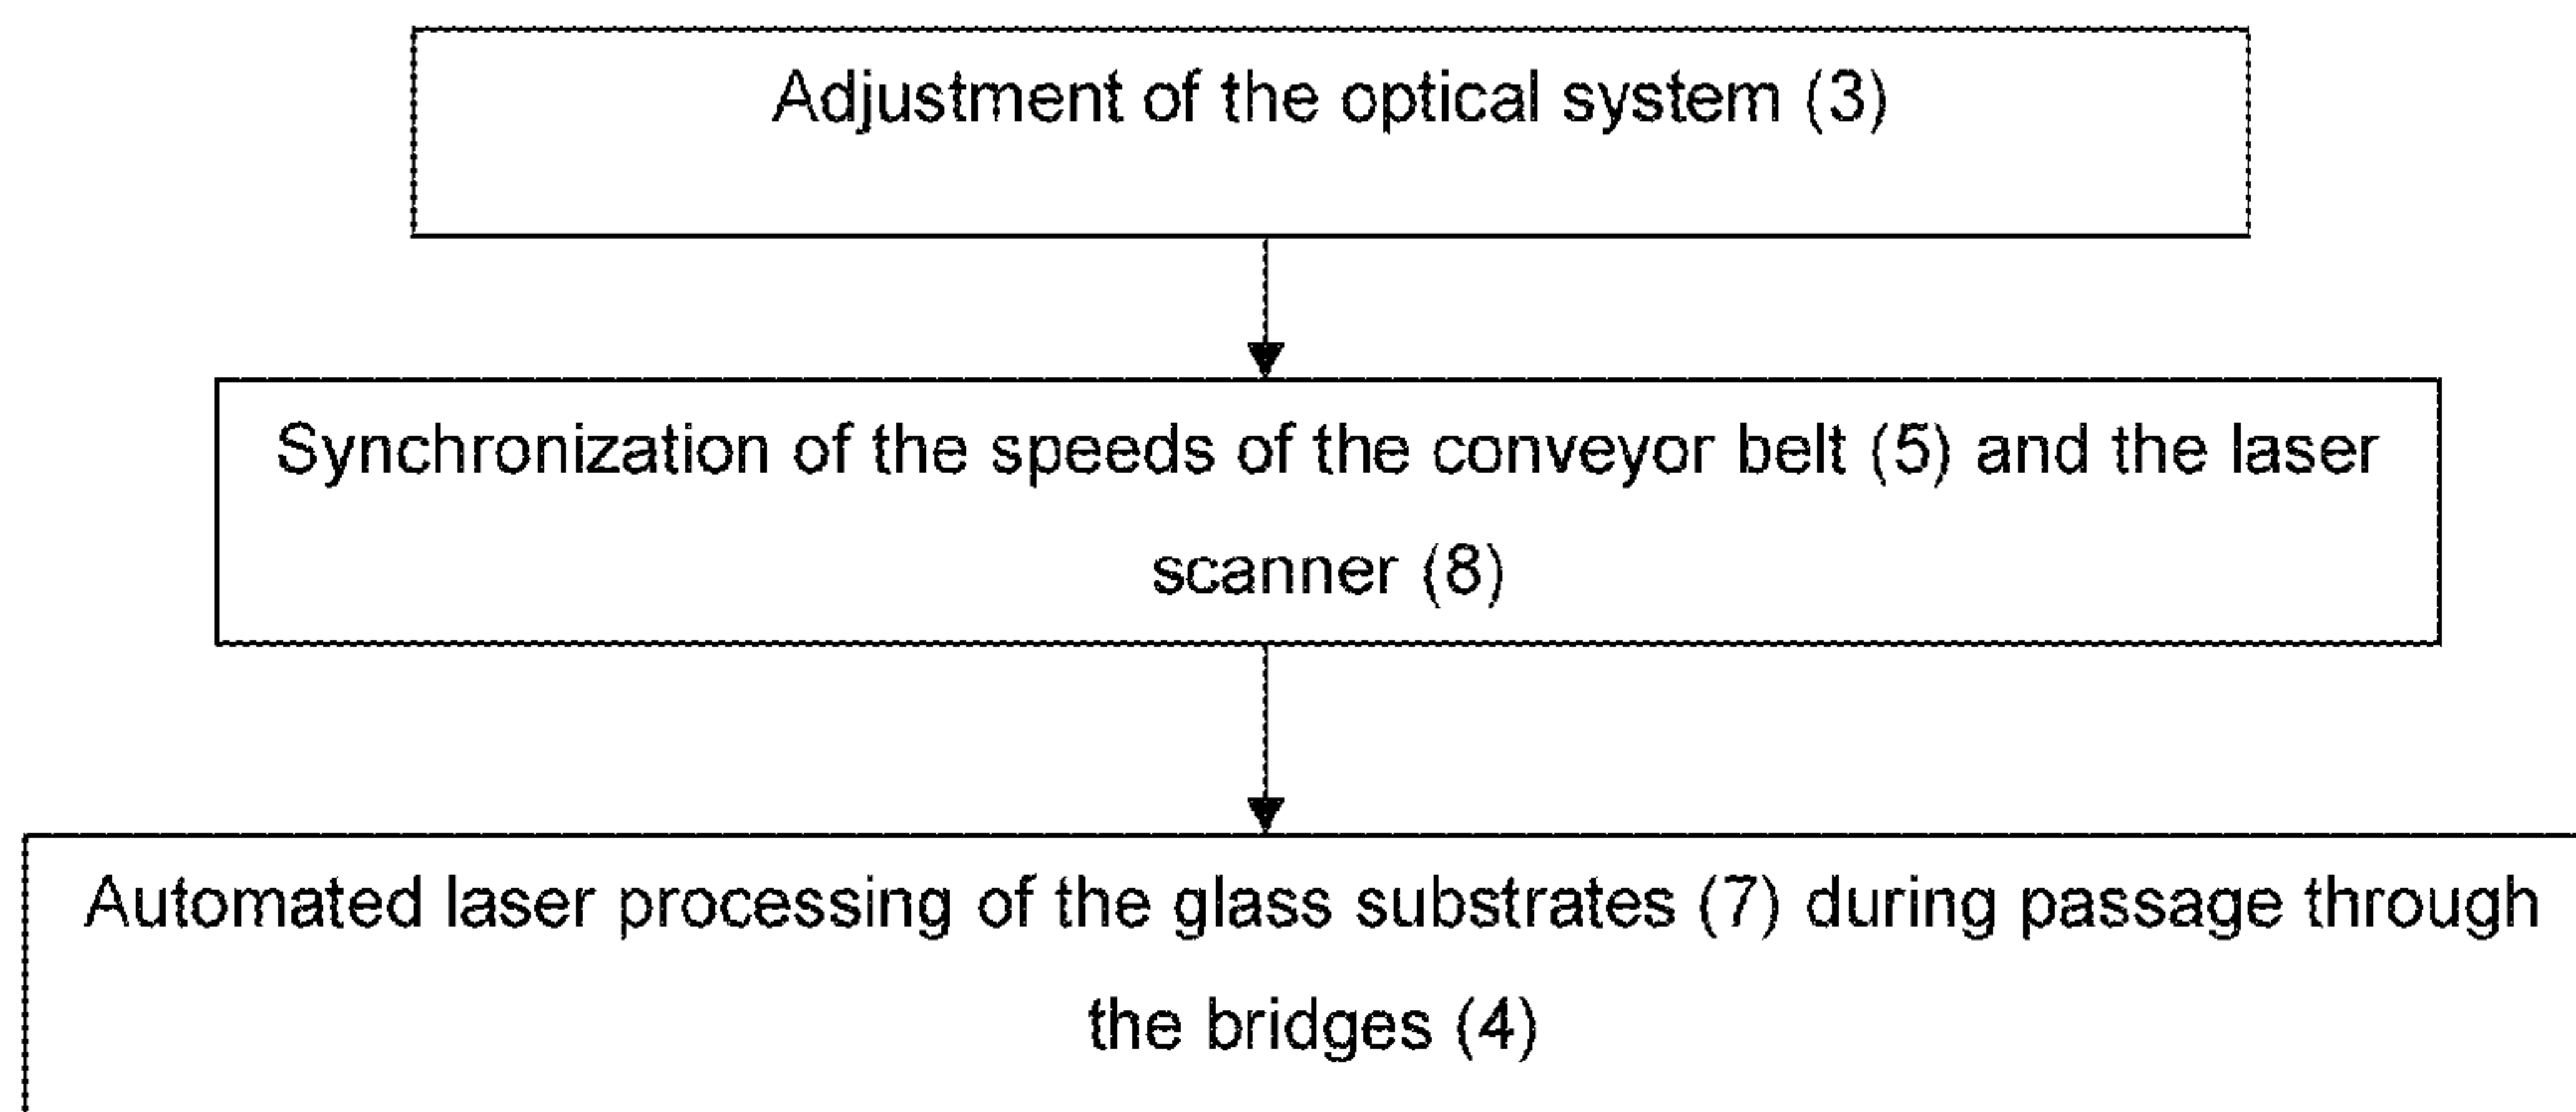 Adjustment of the optical system (3)
Synchronization of the speeds of the conveyor belt (5) and the laser
scanner (8)
Automated laser processing of the glass substrates (7) during passage through
the bridges (4)